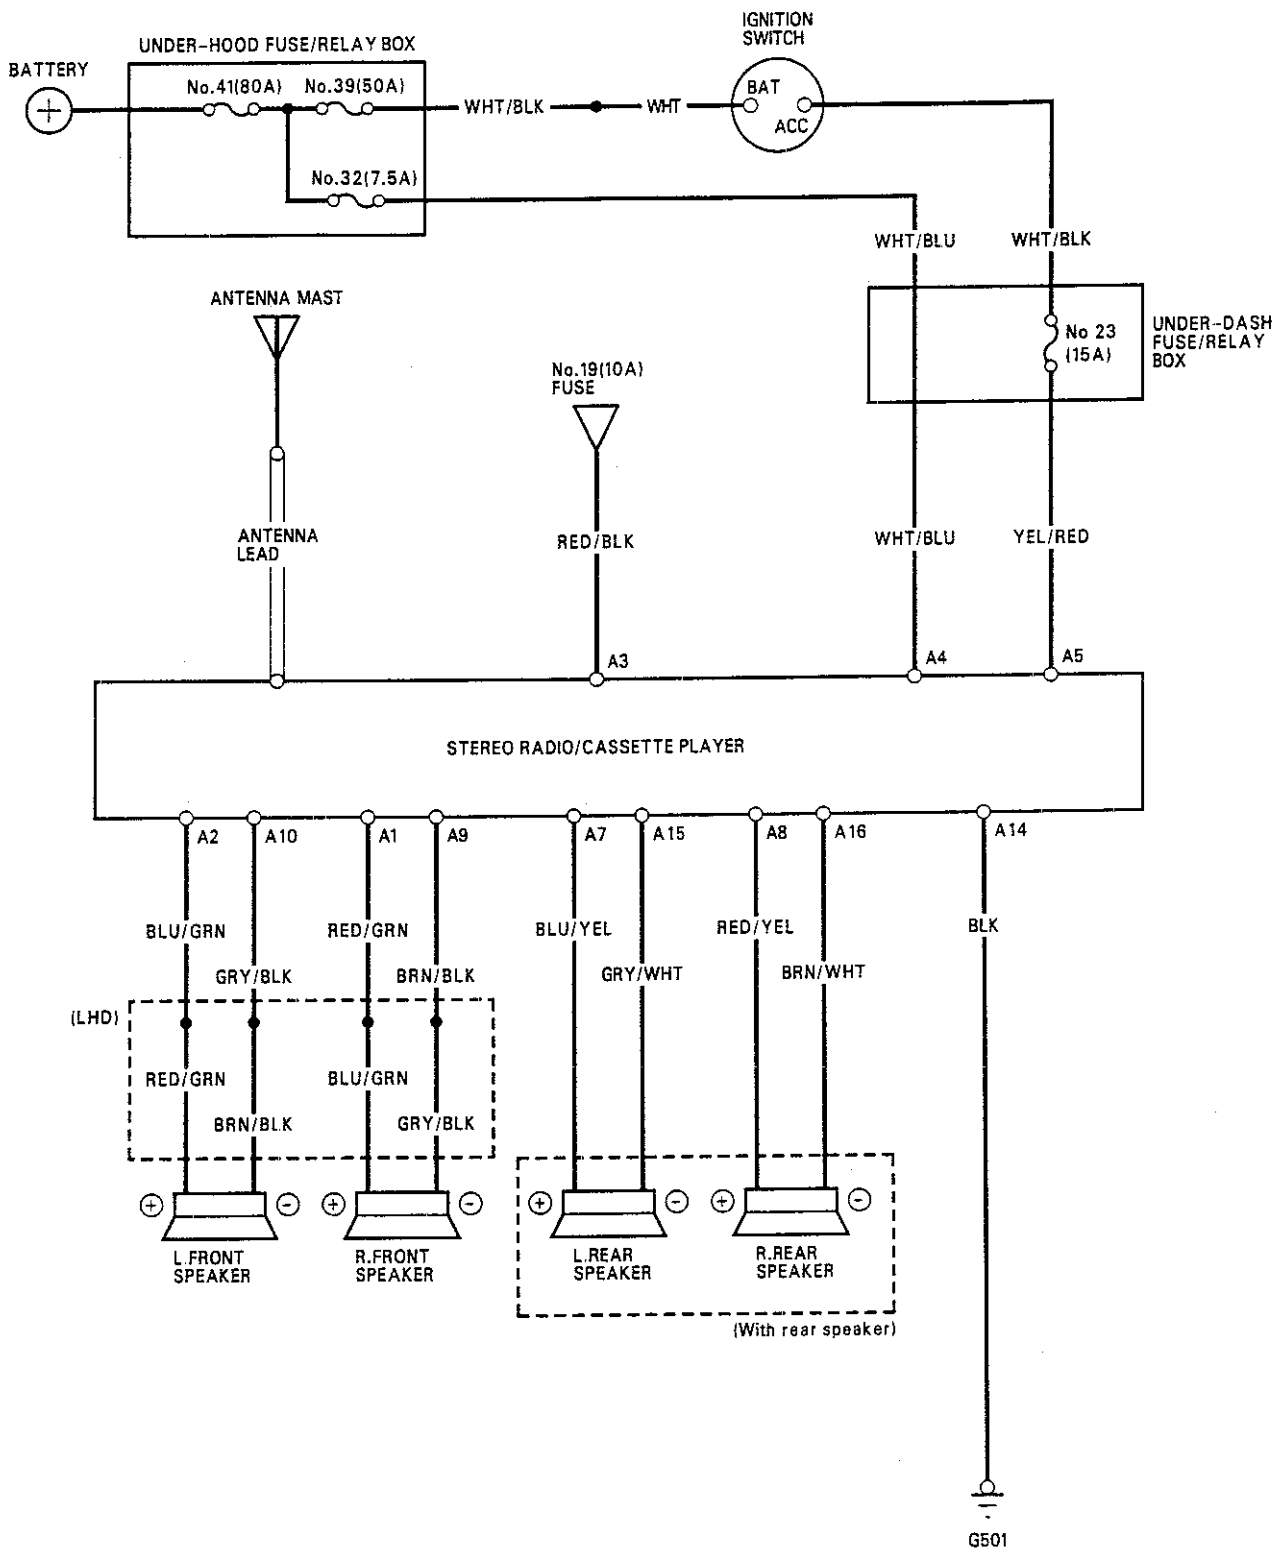 IGNITION
SWITCH
UNDER-HOOD FUSE/RELAY BOX
BATTERY
No.41(80A)
No.39(50A)
BAT
WHT/BLK
WHT
ACC
No.32(7.5A)
WHT/BLU
WHT/BLK
ANTENNA MAST
UNDER-DASH
FUSE/RELAY
BOX
No 23
(15A)
No.19(10A)
FUSE
ANTENNA
LEAD
RED/BLK
WHT/BLU
YEL/RED
A3
A4
A5
STEREO RADIO/CASSETTE PLAYER
A2
A10
A1
A9
A7
A15
A8
A16
A14
BLU/GRN
RED/GRN
BLU/YEL
RED/YEL
BLK
GRY/BLK
BRN/BLK
GRY/WHT
BRN/WHT
(LHD)
RED/GRN
BLU/GRN
BRN/BLK
GRY/BLK
+
-
+
-
+
-
+
-
L.FRONT
SPEAKER
R.FRONT
SPEAKER
L.REAR
SPEAKER
R.REAR
SPEAKER
(With rear speaker)
G501